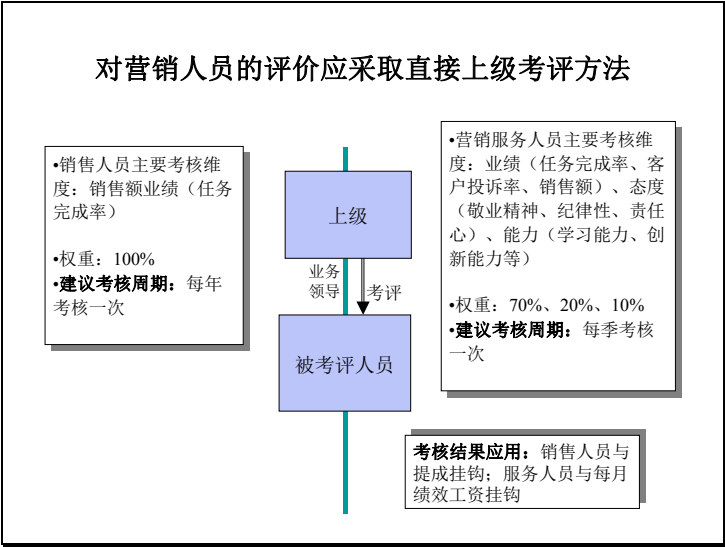 对营销人员的评价应采取直接上级考评方法
•销售人员主要考核维
度：销售额业绩（任务
完成率）
•权重：100%
•建议考核周期：每年
考核一次
上级
业务
领导
考评
被考评人员
•营销服务人员主要考核维
度：业绩（任务完成率、客
户投诉率、销售额）、态度
（敬业精神、纪律性、责任
心）、能力（学习能力、创
新能力等）
•权重：70%、20%、10%
•建议考核周期：每季考核
一次
考核结果应用：销售人员与
提成挂钩；服务人员与每月
绩效工资挂钩